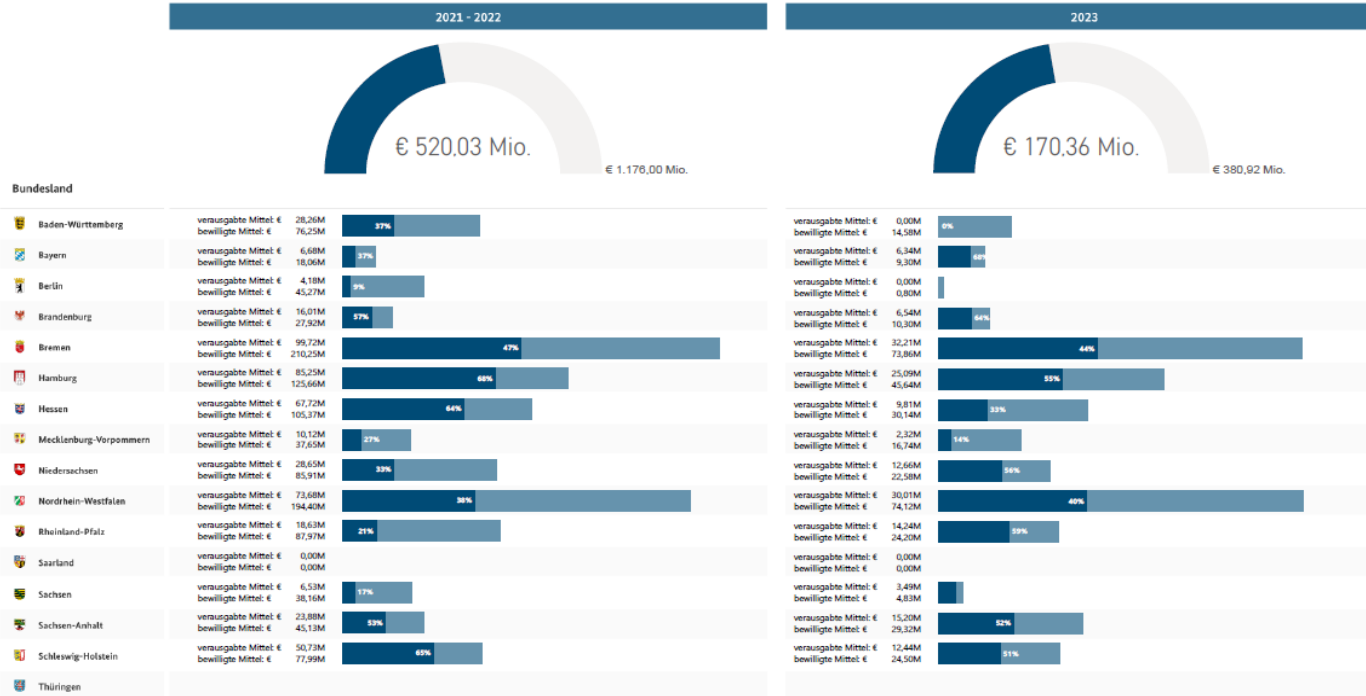 2021 - 2022
2023
€ 520,03 Mio.
€ 1.176,00 Mio.
€ 170,36 Mio.
€ 380,92 Mio.
Bundesland
Baden-Württemberg
verausgabte Mittel: € 28,26M
bewilligte Mittel: € 76,25M
37%
verausgabte Mittel: € 0,00M
bewilligte Mittel: € 14,58M
0%
Bayern
verausgabte Mittel: € 6,68M
bewilligte Mittel: € 18,06M
37%
verausgabte Mittel: € 6,34M
bewilligte Mittel: € 9,30M
68%
Berlin
verausgabte Mittel: € 4,18M
bewilligte Mittel: € 45,27M
9%
verausgabte Mittel: € 0,00M
bewilligte Mittel: € 0,80M
Brandenburg
verausgabte Mittel: € 16,01M
bewilligte Mittel: € 27,92M
57%
verausgabte Mittel: € 6,54M
bewilligte Mittel: € 10,30M
64%
Bremen
verausgabte Mittel: € 99,72M
bewilligte Mittel: € 210,25M
47%
verausgabte Mittel: € 32,21M
bewilligte Mittel: € 73,86M
44%
Hamburg
verausgabte Mittel: € 85,25M
bewilligte Mittel: € 125,66M
68%
verausgabte Mittel: € 25,09M
bewilligte Mittel: € 45,64M
55%
Hessen
verausgabte Mittel: € 67,72M
bewilligte Mittel: € 105,37M
64%
verausgabte Mittel: € 9,81M
bewilligte Mittel: € 30,14M
33%
Mecklenburg-Vorpommern
verausgabte Mittel: € 10,12M
bewilligte Mittel: € 37,65M
27%
verausgabte Mittel: € 2,32M
bewilligte Mittel: € 16,74M
14%
Niedersachsen
verausgabte Mittel: € 28,65M
bewilligte Mittel: € 85,91M
33%
verausgabte Mittel: € 12,66M
bewilligte Mittel: € 22,58M
56%
Nordrhein-Westfalen
verausgabte Mittel: € 73,68M
bewilligte Mittel: € 194,40M
38%
verausgabte Mittel: € 30,01M
bewilligte Mittel: € 74,12M
40%
Rheinland-Pfalz
verausgabte Mittel: € 18,63M
bewilligte Mittel: € 87,97M
21%
verausgabte Mittel: € 14,24M
bewilligte Mittel: € 24,20M
59%
Saarland
verausgabte Mittel: € 0,00M
bewilligte Mittel: € 0,00M
verausgabte Mittel: € 0,00M
bewilligte Mittel: € 0,00M
Sachsen
verausgabte Mittel: € 6,53M
bewilligte Mittel: € 38,16M
17%
verausgabte Mittel: € 3,49M
bewilligte Mittel: € 4,83M
Sachsen-Anhalt
verausgabte Mittel: € 23,88M
bewilligte Mittel: € 45,13M
53%
verausgabte Mittel: € 15,20M
bewilligte Mittel: € 29,32M
52%
Schleswig-Holstein
verausgabte Mittel: € 50,73M
bewilligte Mittel: € 77,99M
65%
verausgabte Mittel: € 12,44M
bewilligte Mittel: € 24,50M
51%
Thüringen